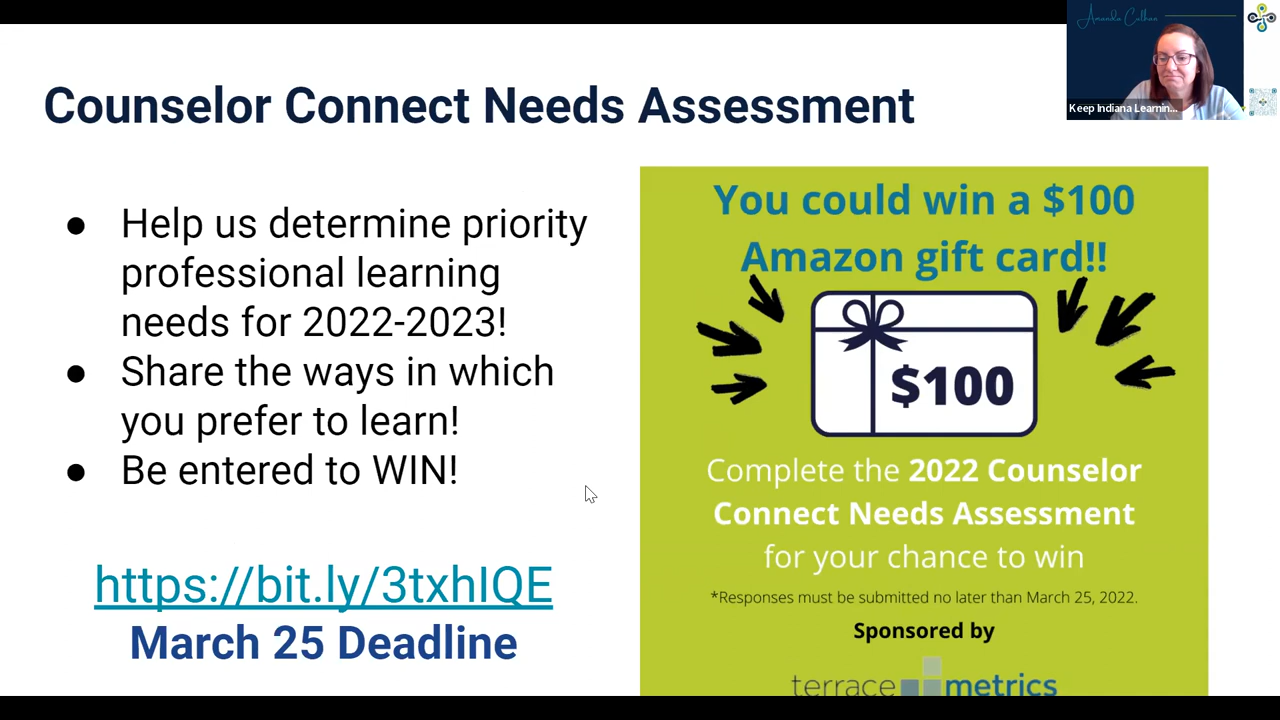 Amanda Culhan
Keep Indiana Learnin...
Counselor Connect Needs Assessment
● Help us determine priority
professional learning
needs for 2022-2023!
● Share the ways in which
you prefer to learn!
● Be entered to WIN!
https://bit.ly/3txhIQE
March 25 Deadline
You could win a $100
Amazon gift card!!
$100
Complete the 2022 Counselor
Connect Needs Assessment
for your chance to win
*Responses must be submitted no later than March 25, 2022.
Sponsored by
terrace metrics